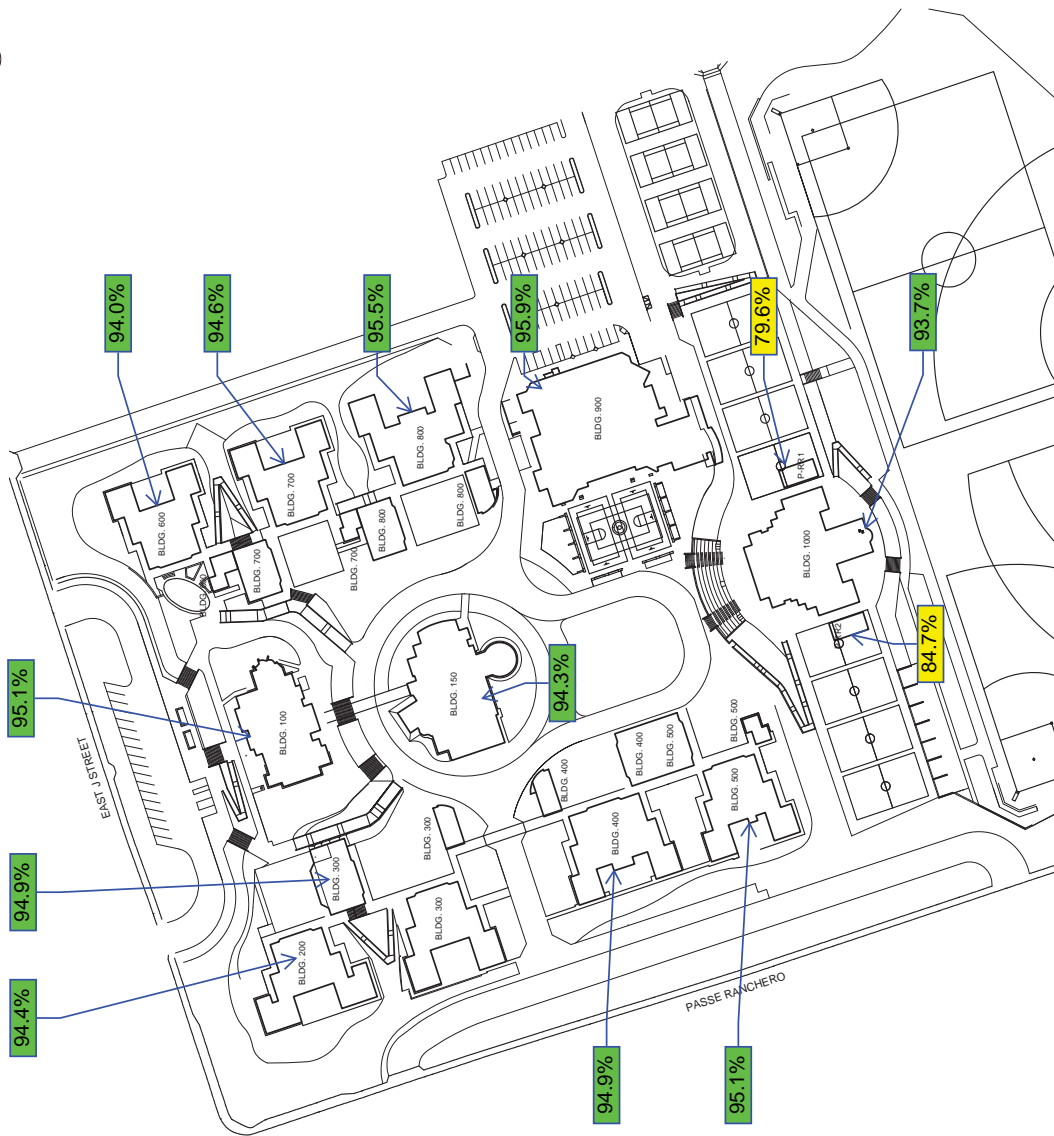 )
94.0%
94.6%
95.5%
95.9%
79.6%
93.7%
95.1%
94.9%
94.4%
94.3%
84.7%
94.9%
95.1%
EAST J STREET
PASSE RANCHERO
BLDG. 600
BLDG. 700
BLDG. 700
BLDG. 700
BLDG. 800
BLDG. 800
BLDG. 800
BLDG. 900
BLDG. 100
BLDG. 150
BLDG. 200
BLDG. 300
BLDG. 300
BLDG. 300
BLDG. 400
BLDG. 400
BLDG. 400
BLDG. 500
BLDG. 500
BLDG. 500
BLDG. 1000
P-RR1